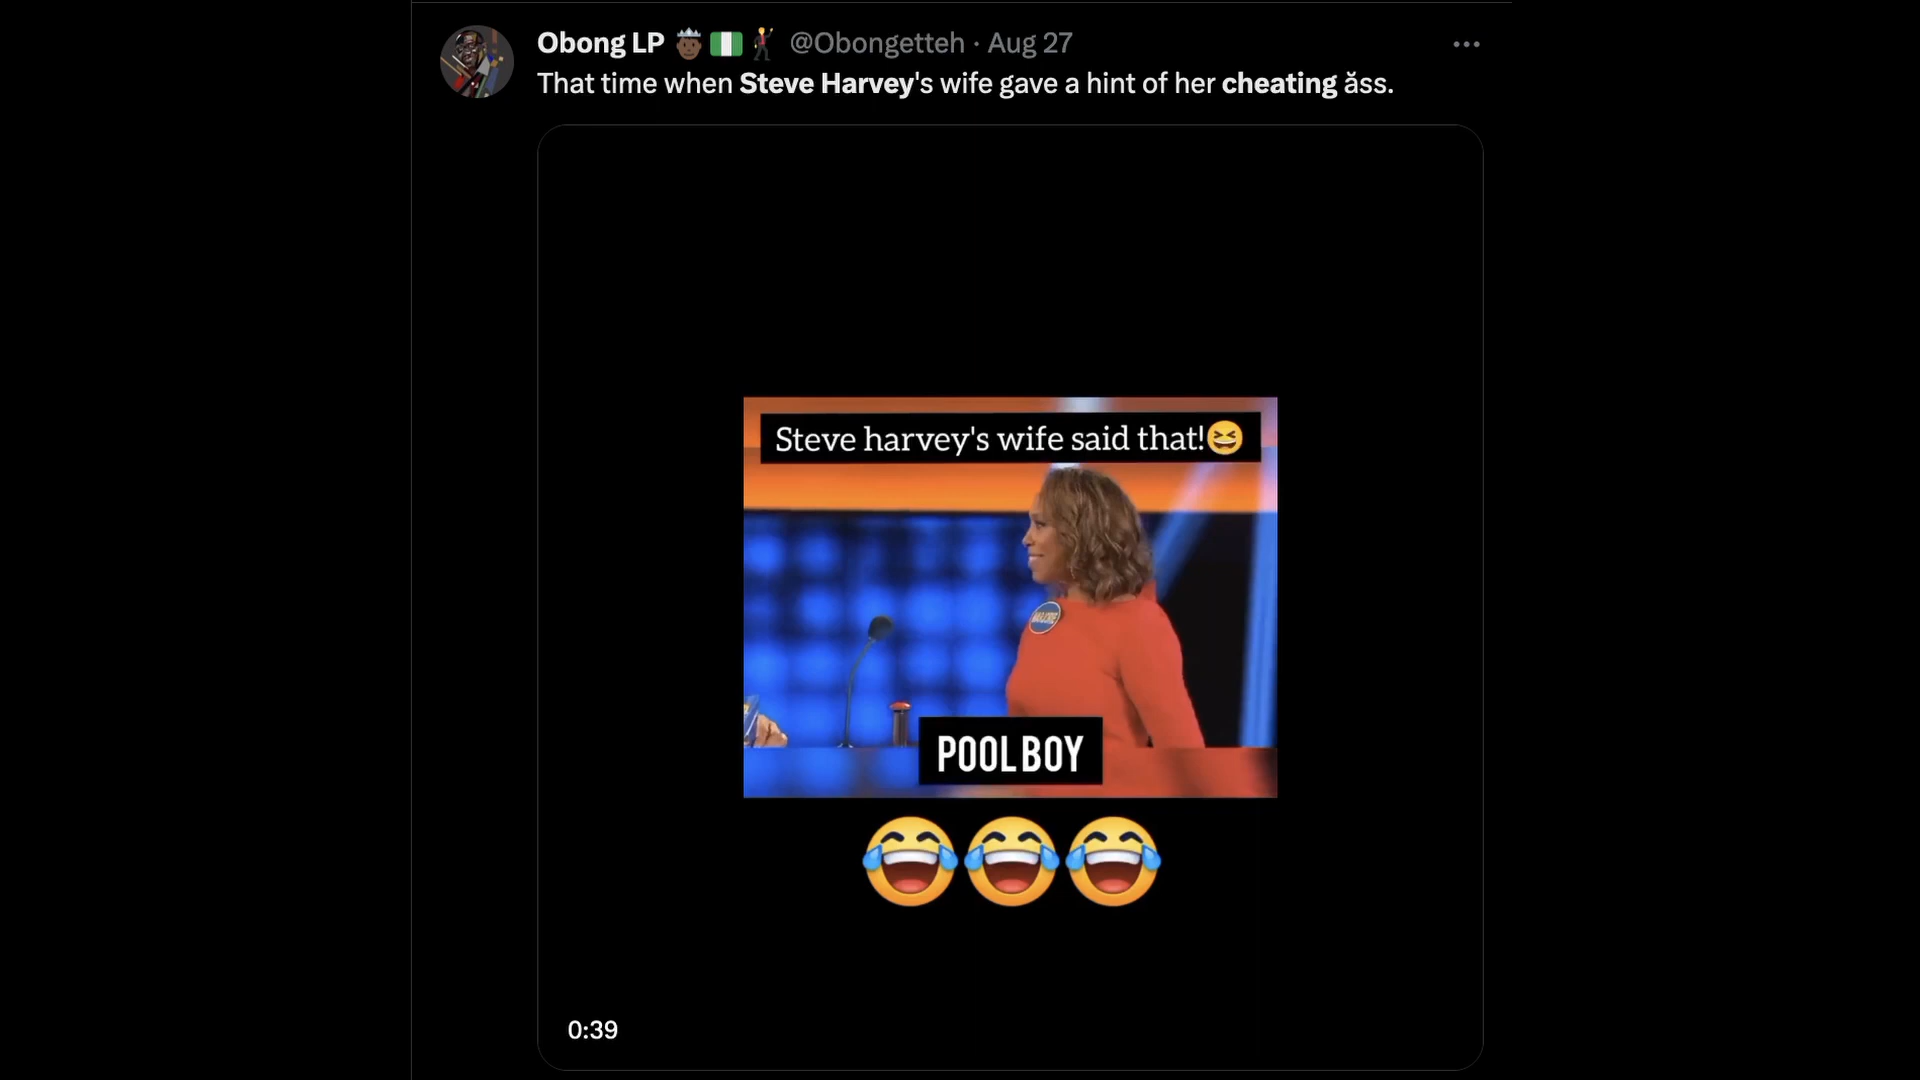 Obong LP 🤴🏾🇳🇬🕺 @Obongetteh · Aug 27
That time when Steve Harvey's wife gave a hint of her cheating ăss.
Steve harvey's wife said that!😆
POOL BOY
😂😂😂
0:39